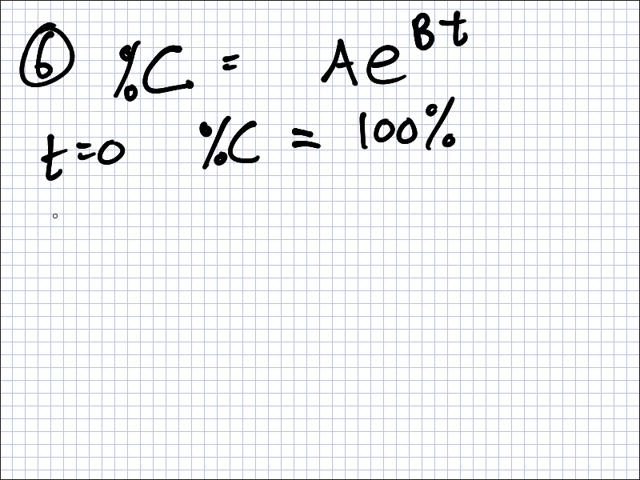 ⑥ %C = Ae^{Bt}
t=0 %C = 100%